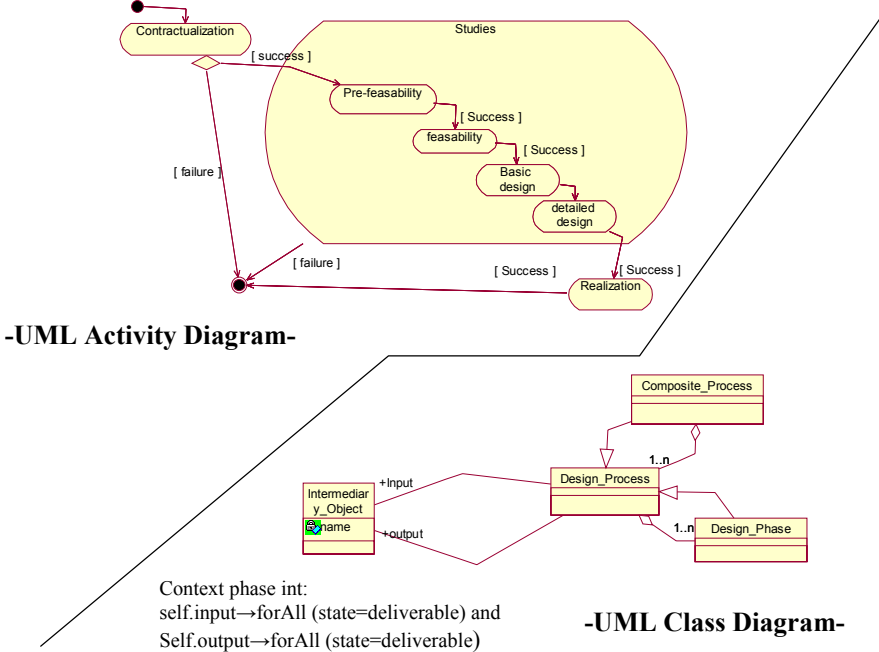 Contractualization
Studies
[ success ]
Pre-feasability
[ Success ]
feasability
[ Success ]
Basic
design
detailed
design
[ failure ]
[ failure ]
[ Success ]
[ Success ]
Realization
-UML Activity Diagram-
Composite_Process
1..n
+Input
Design_Process
Intermediar
y_Object
name
+output
1..n
Design_Phase
Context phase int:
self.input→forAll (state=deliverable) and
Self.output→forAll (state=deliverable)
-UML Class Diagram-